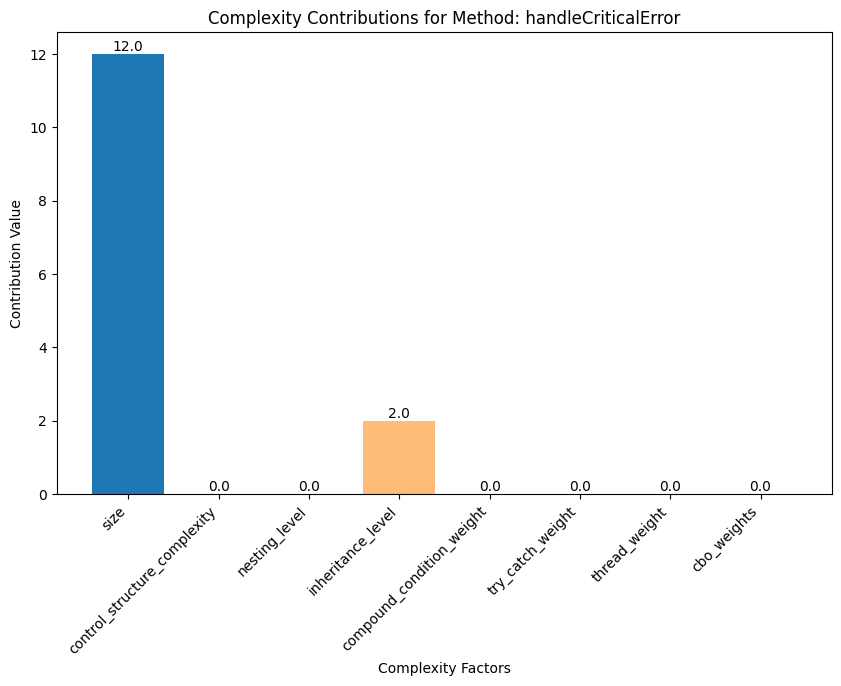 Complexity Contributions for Method: handleCriticalError
Contribution Value
12
10
8
6
4
2
0
12.0
0.0
0.0
2.0
0.0
0.0
0.0
0.0
size
control_structure_complexity
nesting_level
inheritance_level
compound_condition_weight
try_catch_weight
thread_weight
cbo_weights
Complexity Factors